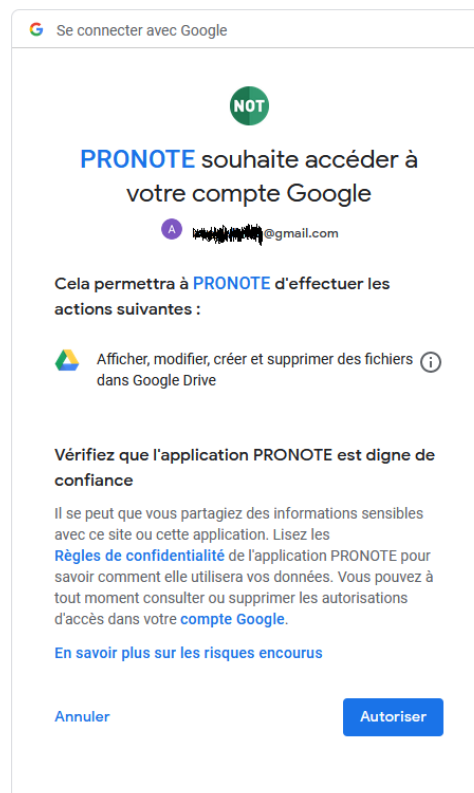 Se connecter avec Google
NOT
PRONOTE souhaite accéder à
votre compte Google
A @gmail.com
Cela permettra à PRONOTE d'effectuer les
actions suivantes :
Afficher, modifier, créer et supprimer des fichiers
dans Google Drive
Vérifiez que l'application PRONOTE est digne de
confiance
Il se peut que vous partagiez des informations sensibles
avec ce site ou cette application. Lisez les
Règles de confidentialité de l'application PRONOTE pour
savoir comment elle utilisera vos données. Vous pouvez à
tout moment consulter ou supprimer les autorisations
d'accès dans votre compte Google.
En savoir plus sur les risques encourus
Annuler
Autoriser